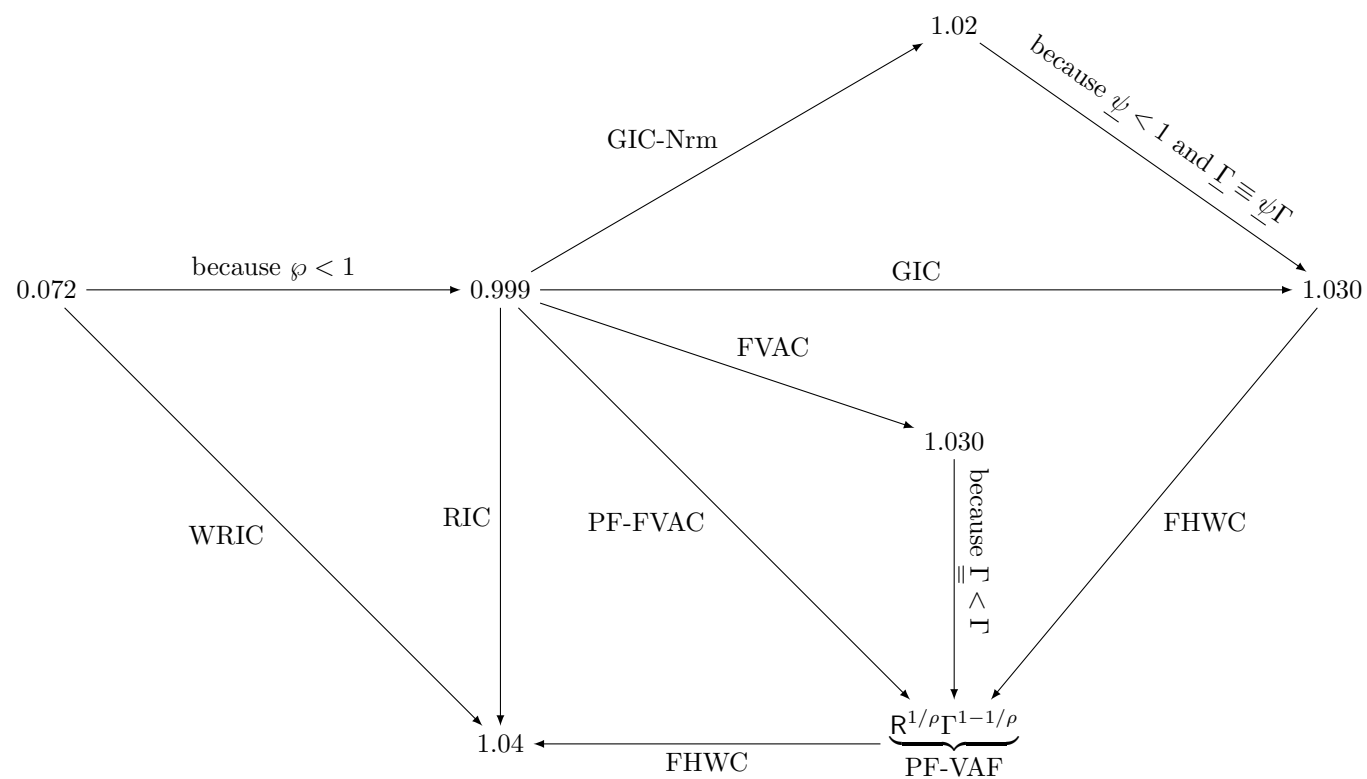 1.02
because ψ̲ < 1 and Γ̲ ≡ ψ̲Γ
GIC-Nrm
because ℘ < 1
GIC
0.072
0.999
1.030
FVAC
1.030
WRIC
RIC
PF-FVAC
because Γ̳ < Γ
FHWC
1.04
FHWC
R^{1/ρ}Γ^{1−1/ρ}
PF-VAF